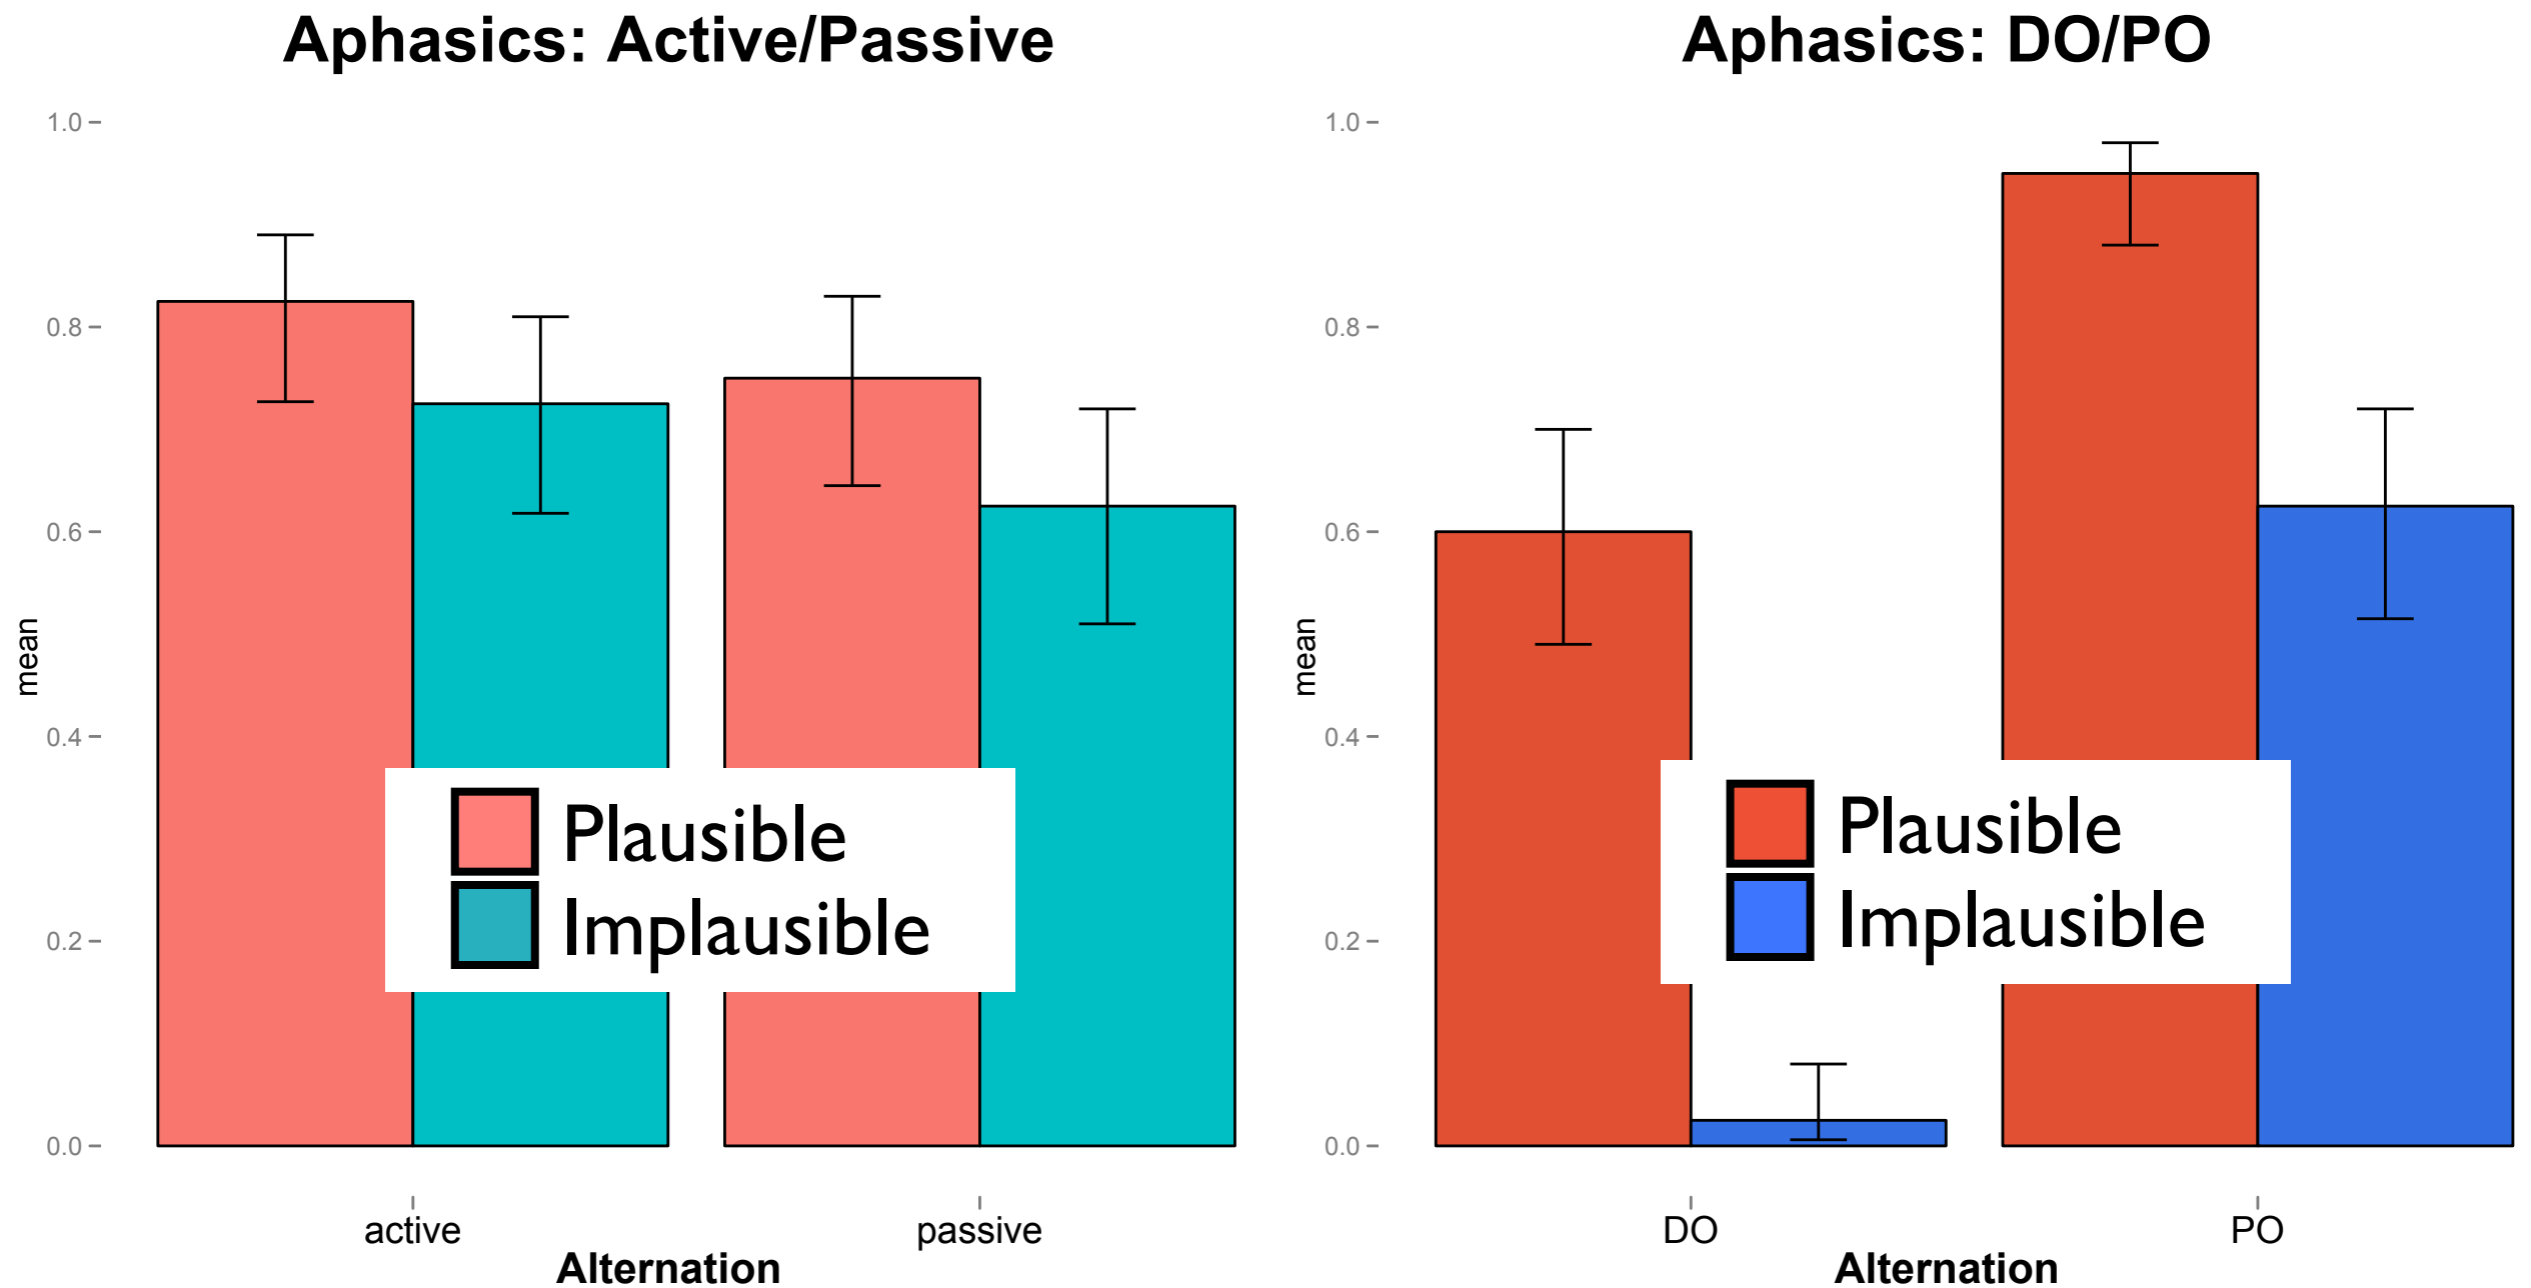 Aphasics: Active/Passive
1.0
0.8
0.6
0.4
0.2
0.0
mean
Plausible
Implausible
active
passive
Alternation
Aphasics: DO/PO
1.0
0.8
0.6
0.4
0.2
0.0
mean
Plausible
Implausible
DO
PO
Alternation